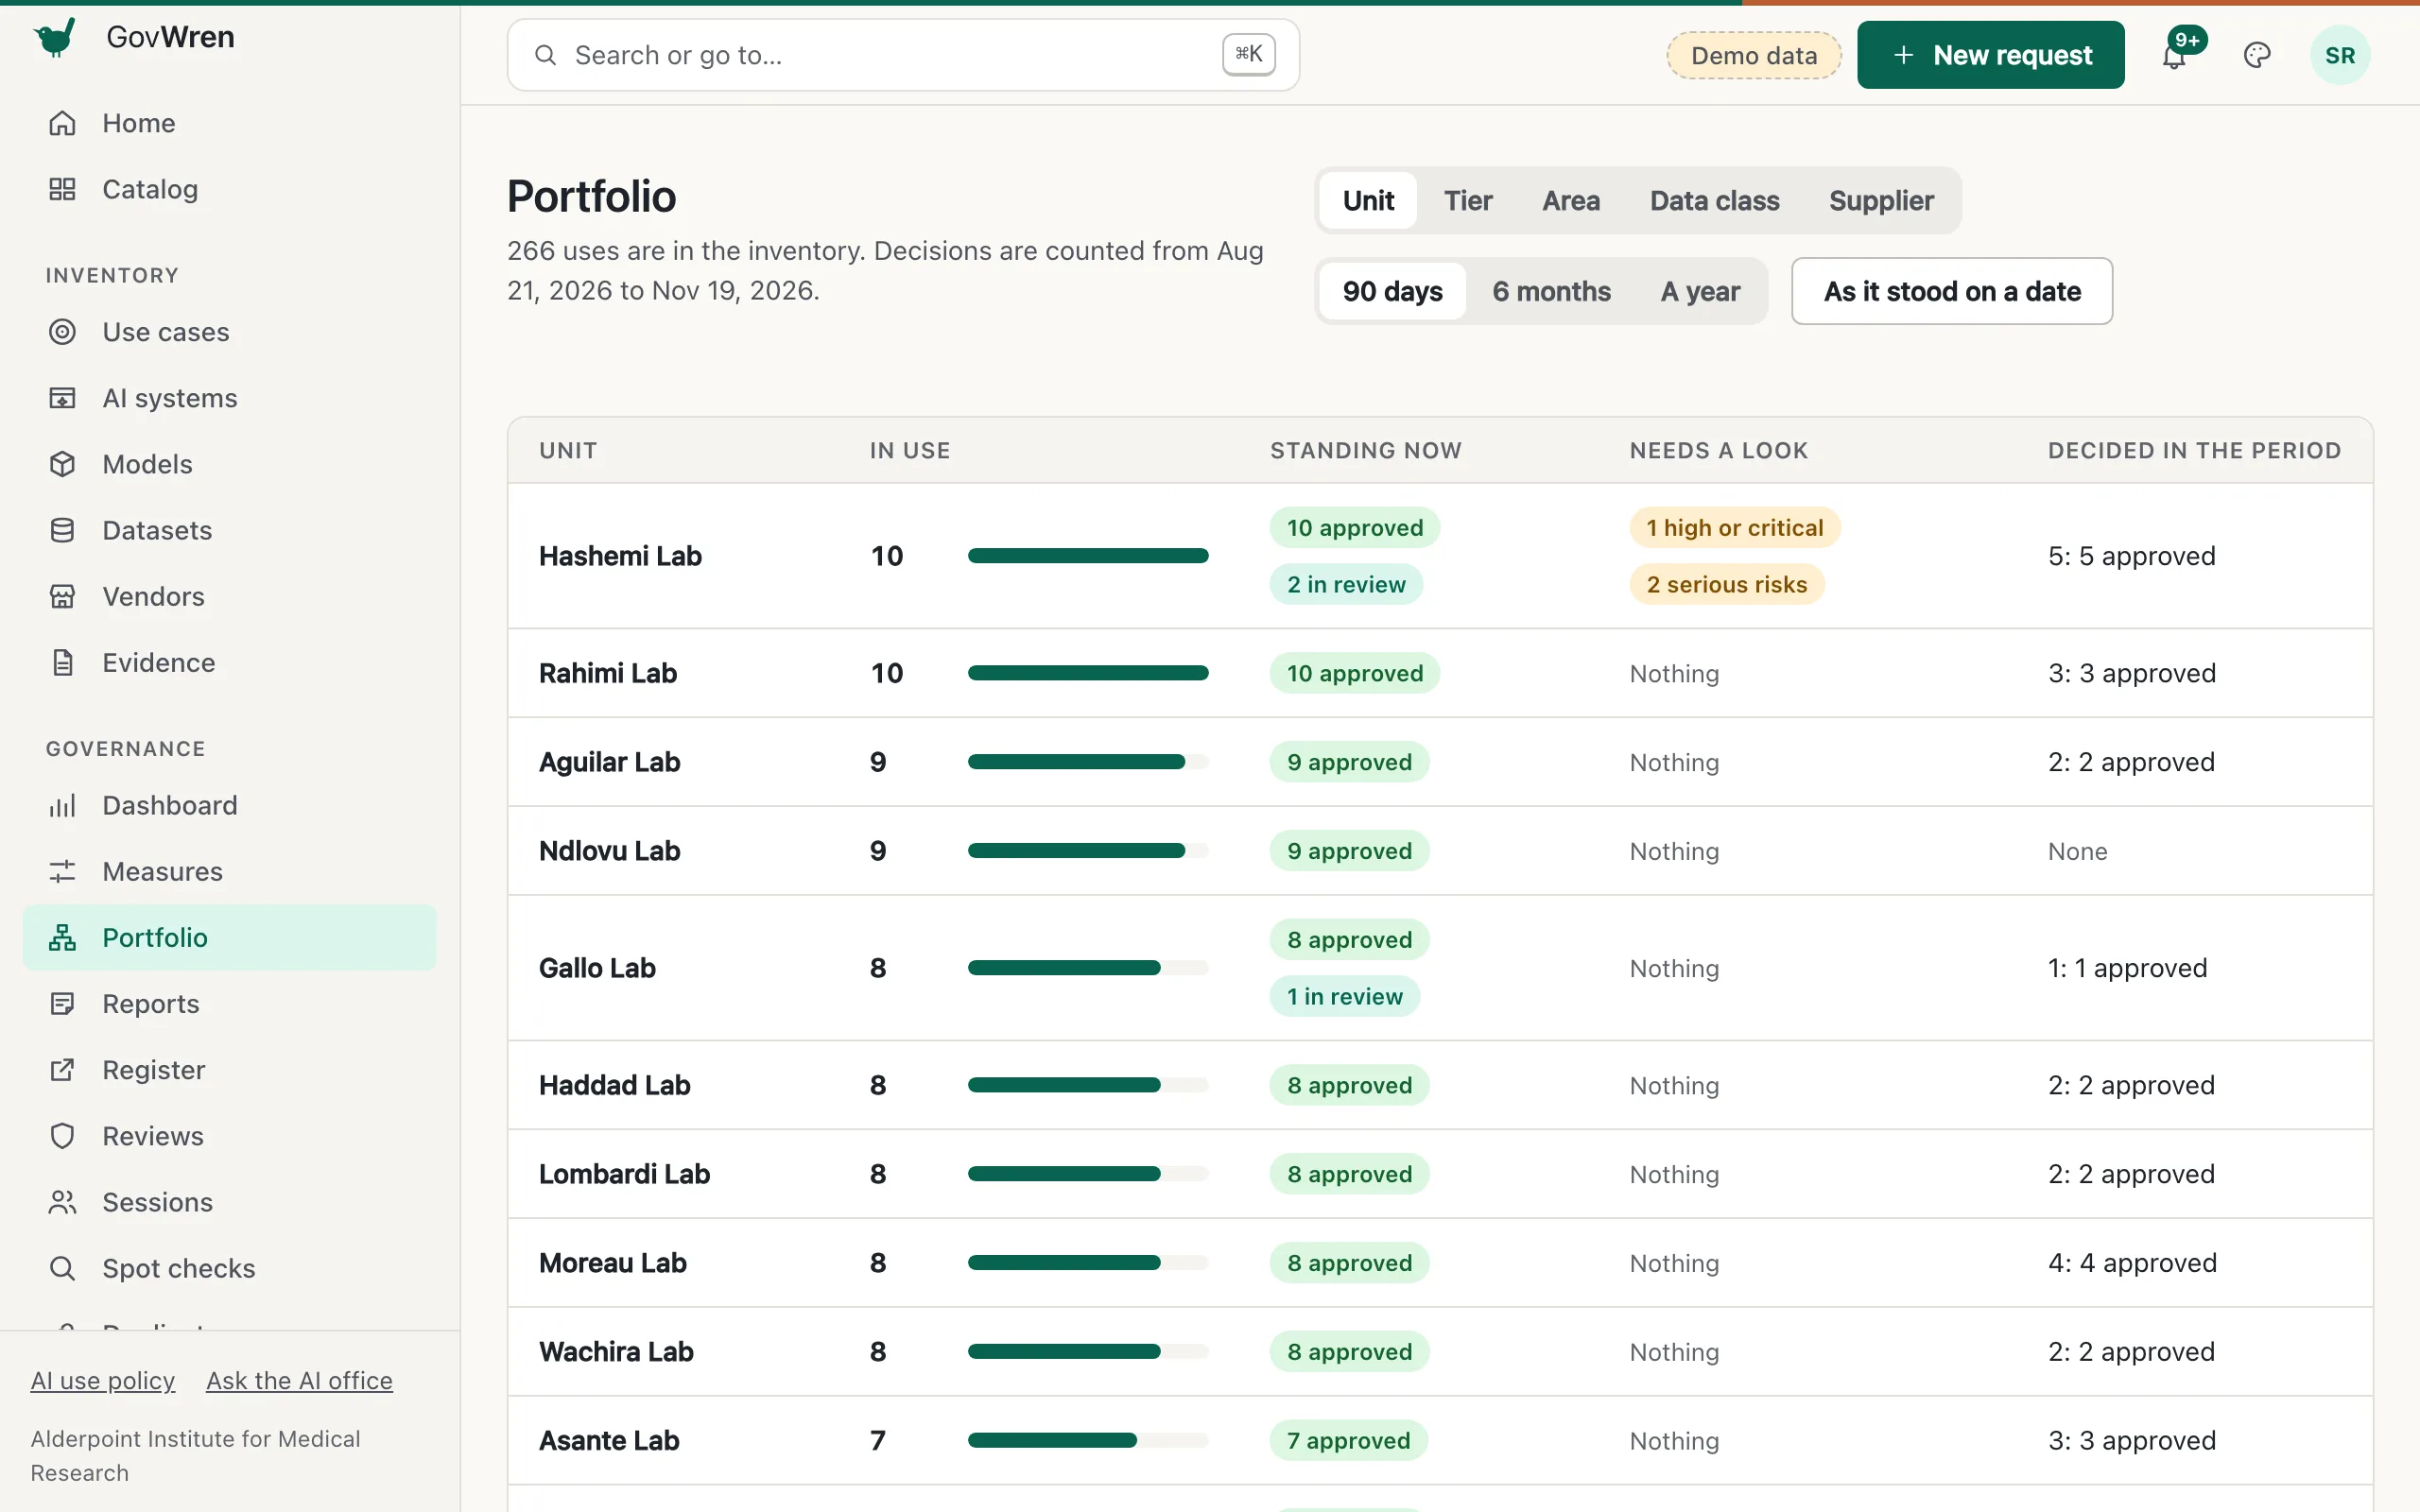 GovWren
Search or go to...
⌘K
Demo data
+ New request
9+
SR
Home
Catalog
INVENTORY
Use cases
AI systems
Models
Datasets
Vendors
Evidence
GOVERNANCE
Dashboard
Measures
Portfolio
Reports
Register
Reviews
Sessions
Spot checks
AI use policy
Ask the AI office
Alderpoint Institute for Medical
Research
Portfolio
266 uses are in the inventory. Decisions are counted from Aug
21, 2026 to Nov 19, 2026.
Unit Tier Area Data class Supplier
90 days 6 months A year
As it stood on a date
UNIT IN USE STANDING NOW NEEDS A LOOK DECIDED IN THE PERIOD
Hashemi Lab 10 10 approved 2 in review 1 high or critical 2 serious risks 5: 5 approved
Rahimi Lab 10 10 approved Nothing 3: 3 approved
Aguilar Lab 9 9 approved Nothing 2: 2 approved
Ndlovu Lab 9 9 approved Nothing None
Gallo Lab 8 8 approved 1 in review Nothing 1: 1 approved
Haddad Lab 8 8 approved Nothing 2: 2 approved
Lombardi Lab 8 8 approved Nothing 2: 2 approved
Moreau Lab 8 8 approved Nothing 4: 4 approved
Wachira Lab 8 8 approved Nothing 2: 2 approved
Asante Lab 7 7 approved Nothing 3: 3 approved